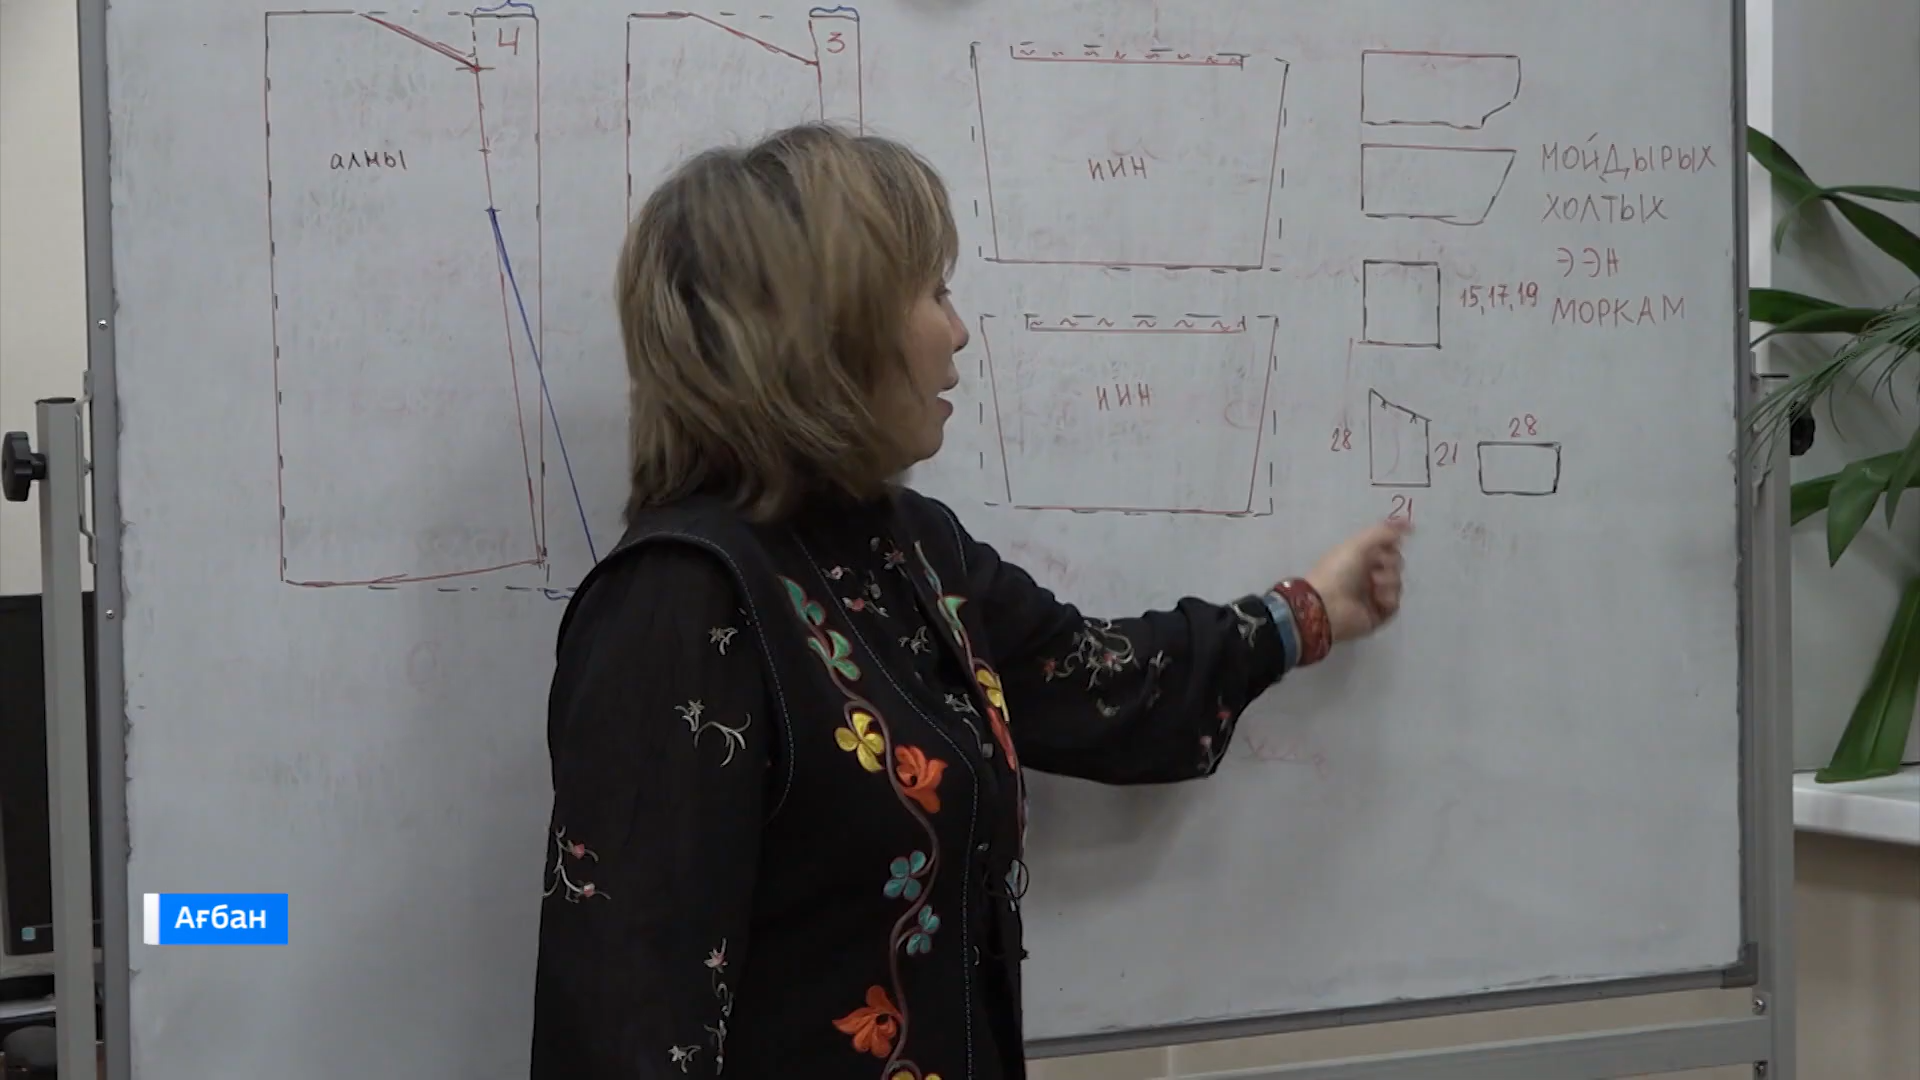 4
3
алны
ИИН
ИИН
МОЙДЫРЫХ
ХОЛТЫХ
ЭЭН
15,17,19 МОРКАМ
28
21
21
28
Ағбан